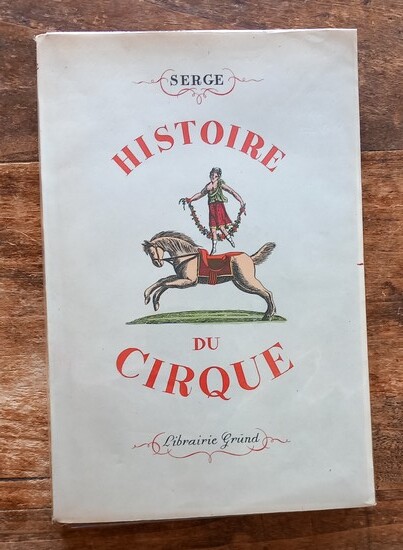 SERGE
HISTOIRE
DU
CIRQUE
Librairie Gründ